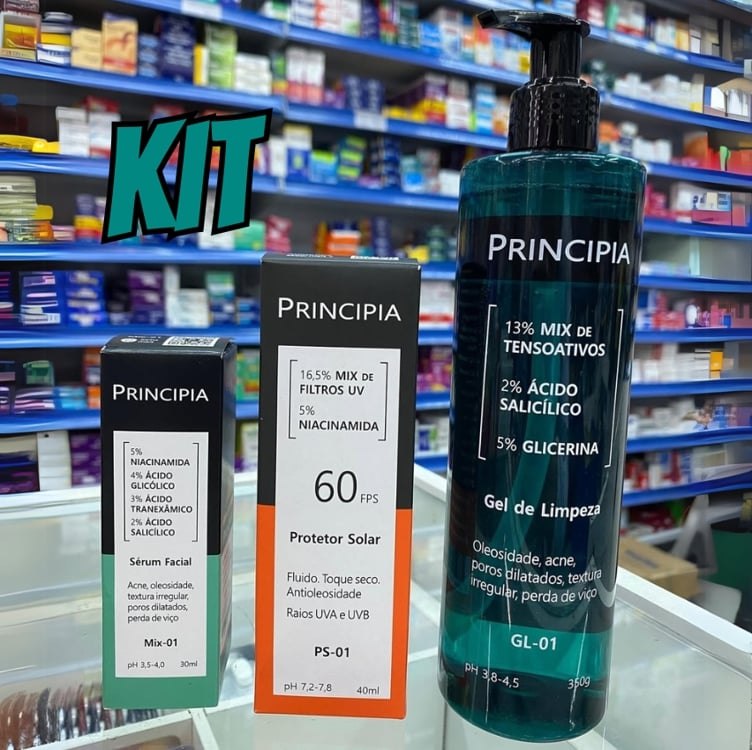 KIT
PRINCIPIA
5%
NIACINAMIDA
4% ÁCIDO
GLICÓLICO
3% ÁCIDO
TRANEXÂMICO
2% ÁCIDO
SALICÍLICO
Sérum Facial
Acne, oleosidade,
textura irregular,
poros dilatados,
perda de viço
Mix-01
pH 3,5-4,0 30ml
PRINCIPIA
16,5% MIX DE
FILTROS UV
5%
NIACINAMIDA
60 FPS
Protetor Solar
Fluido. Toque seco.
Antioleosidade
Raios UVA e UVB
PS-01
pH 7,2-7,8 40ml
PRINCIPIA
13% MIX DE
TENSOATIVOS
2% ÁCIDO
SALICÍLICO
5% GLICERINA
Gel de Limpeza
Oleosidade, acne,
poros dilatados, textura
irregular, perda de viço
GL-01
pH 3,8-4,5 350g